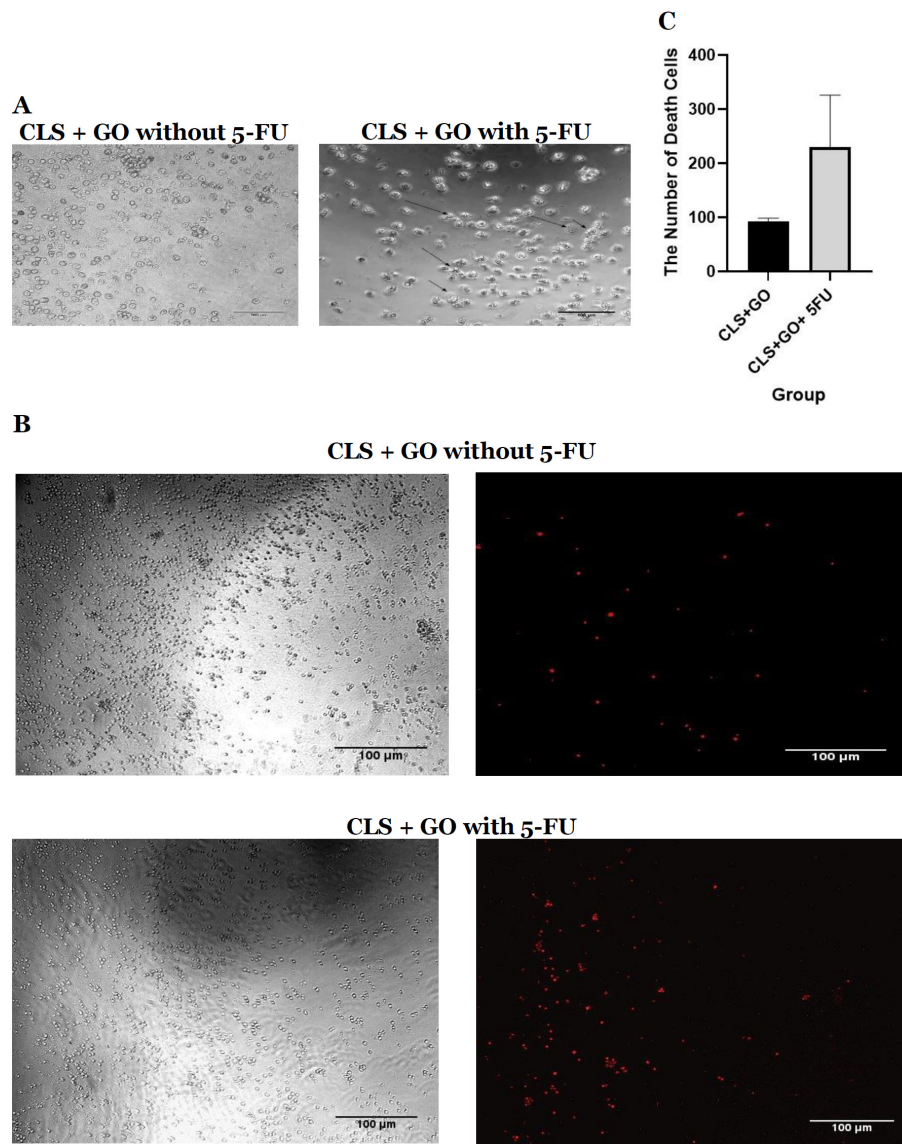 A
CLS + GO without 5-FU
CLS + GO with 5-FU
C
The Number of Death Cells
400
300
200
100
0
CLS+GO
CLS+GO+ 5FU
Group
B
CLS + GO without 5-FU
100 µm
100 µm
CLS + GO with 5-FU
100 µm
100 µm